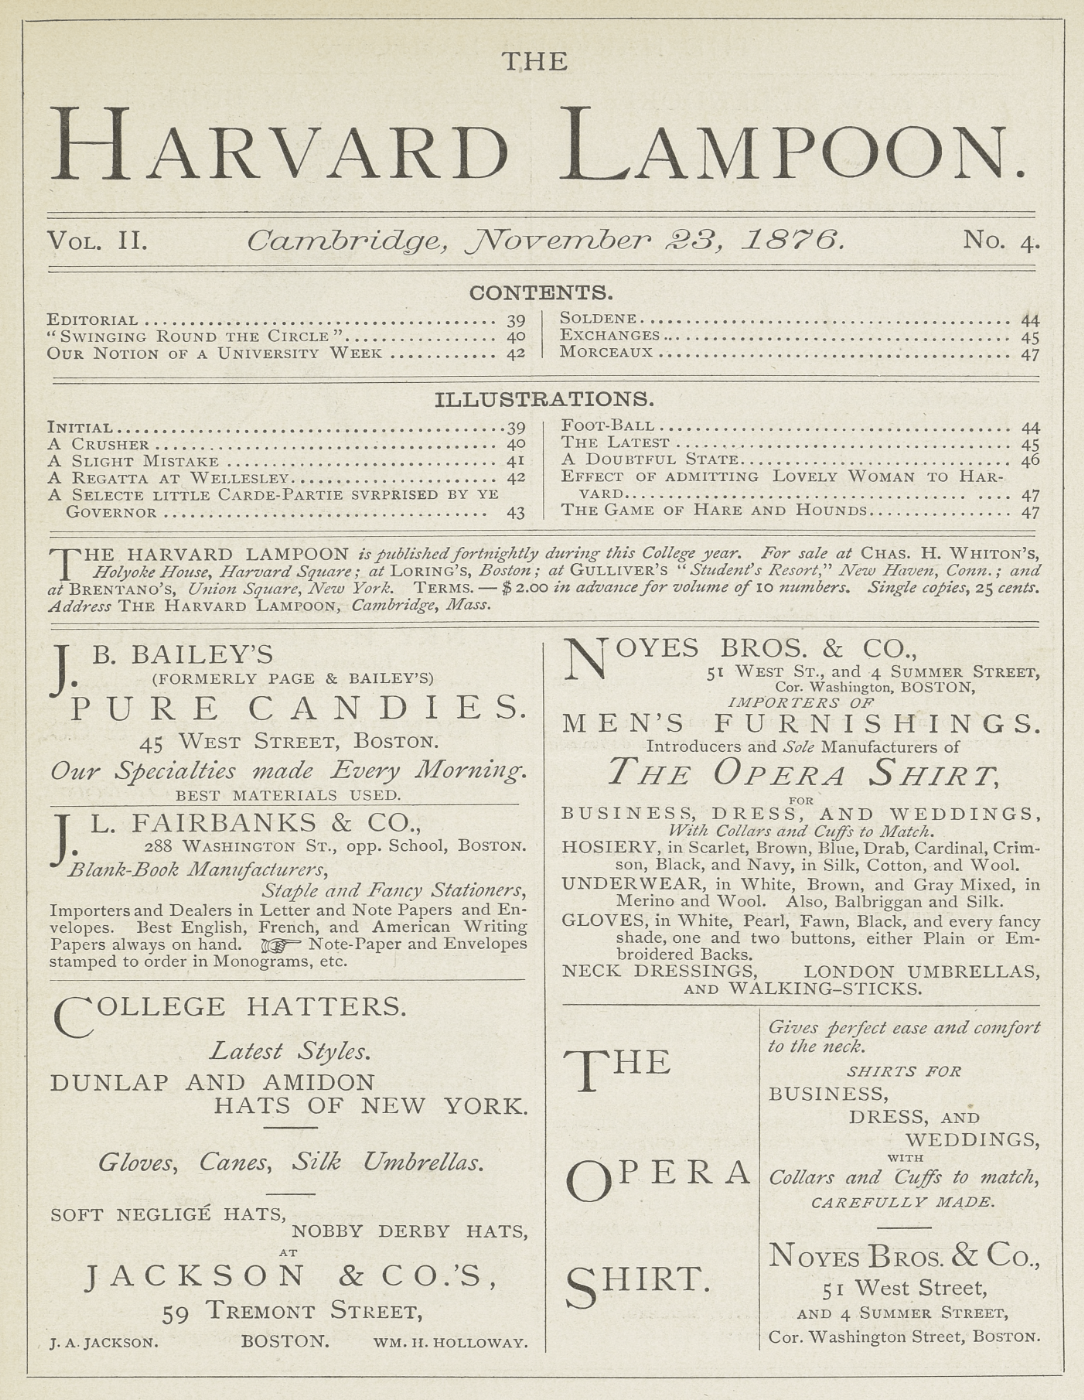 THE
HARVARD LAMPOON.
VOL. II. Cambridge, November 23, 1876. No. 4.
CONTENTS.
EDITORIAL ........ 39
"SWINGING ROUND THE CIRCLE" ........ 40
OUR NOTION OF A UNIVERSITY WEEK ........ 42
SOLDENE ........ 44
EXCHANGES ........ 45
MORCEAUX ........ 47
ILLUSTRATIONS.
INITIAL ........ 39
A CRUSHER ........ 40
A SLIGHT MISTAKE ........ 41
A REGATTA AT WELLESLEY ........ 42
A SELECTE LITTLE CARDE-PARTIE SVRPRISED BY YE
GOVERNOR ........ 43
FOOT-BALL ........ 44
THE LATEST ........ 45
A DOUBTFUL STATE ........ 46
EFFECT OF ADMITTING LOVELY WOMAN TO HAR-
VARD ........ 47
THE GAME OF HARE AND HOUNDS ........ 47
THE HARVARD LAMPOON is published fortnightly during this College year. For sale at CHAS. H. WHITON'S,
Holyoke House, Harvard Square; at LORING'S, Boston; at GULLIVER'S "Student's Resort," New Haven, Conn.; and
at BRENTANO'S, Union Square, New York. TERMS. — $2.00 in advance for volume of 10 numbers. Single copies, 25 cents.
Address THE HARVARD LAMPOON, Cambridge, Mass.
J. B. BAILEY'S
(FORMERLY PAGE & BAILEY'S)
PURE CANDIES.
45 WEST STREET, BOSTON.
Our Specialties made Every Morning.
BEST MATERIALS USED.
J. L. FAIRBANKS & CO.,
288 WASHINGTON ST., opp. School, BOSTON.
Blank-Book Manufacturers,
Staple and Fancy Stationers,
Importers and Dealers in Letter and Note Papers and En-
velopes. Best English, French, and American Writing
Papers always on hand. ☞ Note-Paper and Envelopes
stamped to order in Monograms, etc.
COLLEGE HATTERS.
Latest Styles.
DUNLAP AND AMIDON
HATS OF NEW YORK.
Gloves, Canes, Silk Umbrellas.
SOFT NEGLIGÉ HATS,
NOBBY DERBY HATS,
AT
JACKSON & CO.'S,
59 TREMONT STREET,
J. A. JACKSON. BOSTON. WM. H. HOLLOWAY.
NOYES BROS. & CO.,
51 WEST ST., and 4 SUMMER STREET,
Cor. Washington, BOSTON,
IMPORTERS OF
MEN'S FURNISHINGS.
Introducers and Sole Manufacturers of
THE OPERA SHIRT,
FOR
BUSINESS, DRESS, AND WEDDINGS,
With Collars and Cuffs to Match.
HOSIERY, in Scarlet, Brown, Blue, Drab, Cardinal, Crim-
son, Black, and Navy, in Silk, Cotton, and Wool.
UNDERWEAR, in White, Brown, and Gray Mixed, in
Merino and Wool. Also, Balbriggan and Silk.
GLOVES, in White, Pearl, Fawn, Black, and every fancy
shade, one and two buttons, either Plain or Em-
broidered Backs.
NECK DRESSINGS, LONDON UMBRELLAS,
AND WALKING-STICKS.
THE
OPERA
SHIRT.
Gives perfect ease and comfort
to the neck.
SHIRTS FOR
BUSINESS,
DRESS, AND
WEDDINGS,
WITH
Collars and Cuffs to match,
CAREFULLY MADE.
NOYES BROS. & CO.,
51 West Street,
AND 4 SUMMER STREET,
Cor. Washington Street, BOSTON.